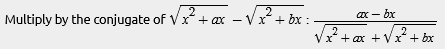 Multiply by the conjugate of √(x² + ax) − √(x² + bx) : (ax − bx) / (√(x² + ax) + √(x² + bx))